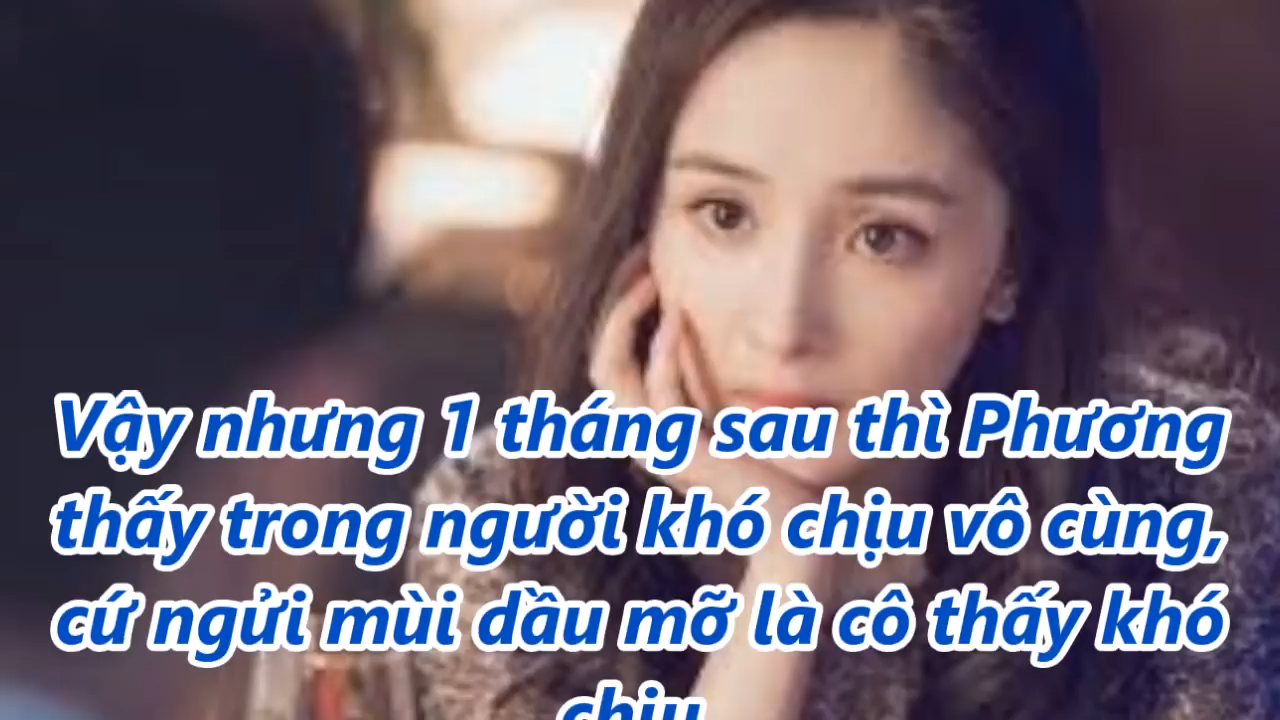 Vậy nhưng 1 tháng sau thì Phương
thấy trong người khó chịu vô cùng,
cứ ngửi mùi dầu mỡ là cô thấy khó
chịu